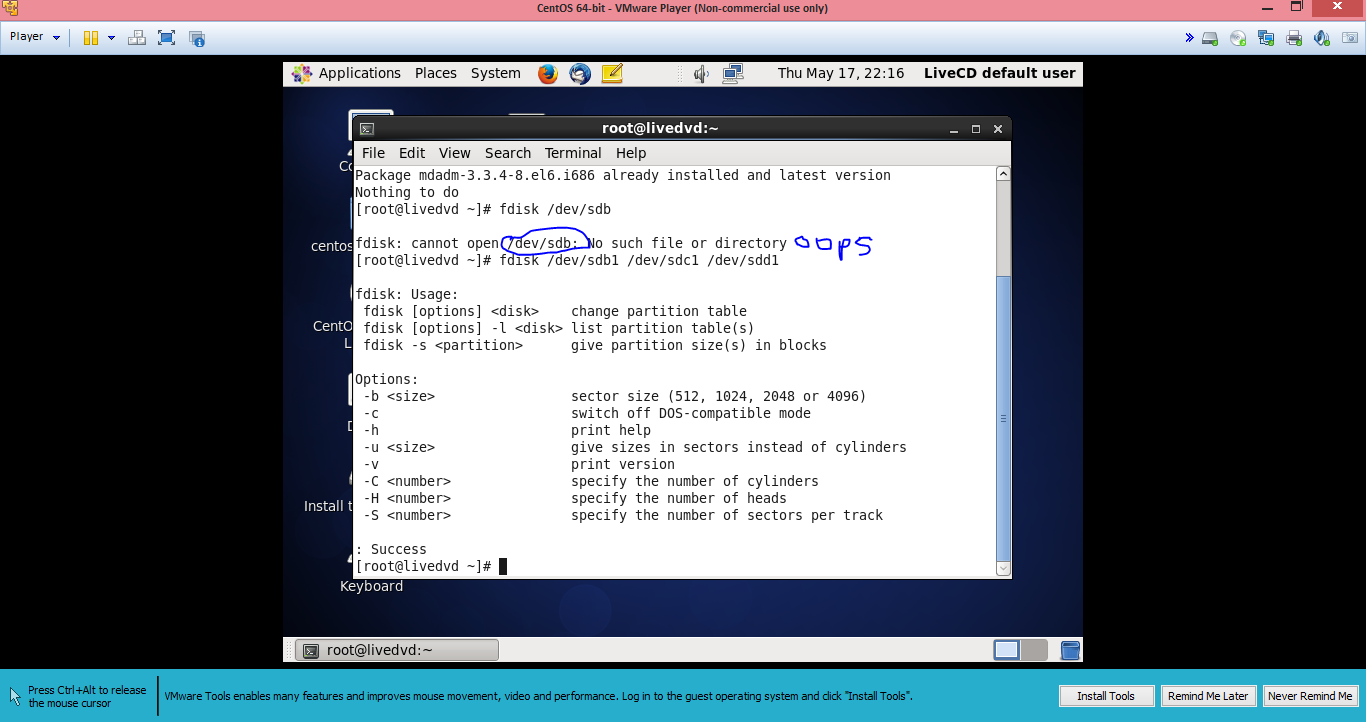 CentOS 64-bit - VMware Player (Non-commercial use only)
Player
Applications Places System Thu May 17, 22:16 LiveCD default user
root@livedvd:~
File Edit View Search Terminal Help
Package mdadm-3.3.4-8.el6.i686 already installed and latest version
Nothing to do
[root@livedvd ~]# fdisk /dev/sdb
fdisk: cannot open /dev/sdb: No such file or directory oops
[root@livedvd ~]# fdisk /dev/sdb1 /dev/sdc1 /dev/sdd1
fdisk: Usage:
fdisk [options] <disk> change partition table
fdisk [options] -l <disk> list partition table(s)
fdisk -s <partition> give partition size(s) in blocks
Options:
-b <size> sector size (512, 1024, 2048 or 4096)
-c switch off DOS-compatible mode
-h print help
-u <size> give sizes in sectors instead of cylinders
-v print version
-C <number> specify the number of cylinders
-H <number> specify the number of heads
-S <number> specify the number of sectors per track
: Success
[root@livedvd ~]#
centos
CentO
L
Install t
Keyboard
root@livedvd:~
Press Ctrl+Alt to release
the mouse cursor
VMware Tools enables many features and improves mouse movement, video and performance. Log in to the guest operating system and click "Install Tools".
Install Tools Remind Me Later Never Remind Me